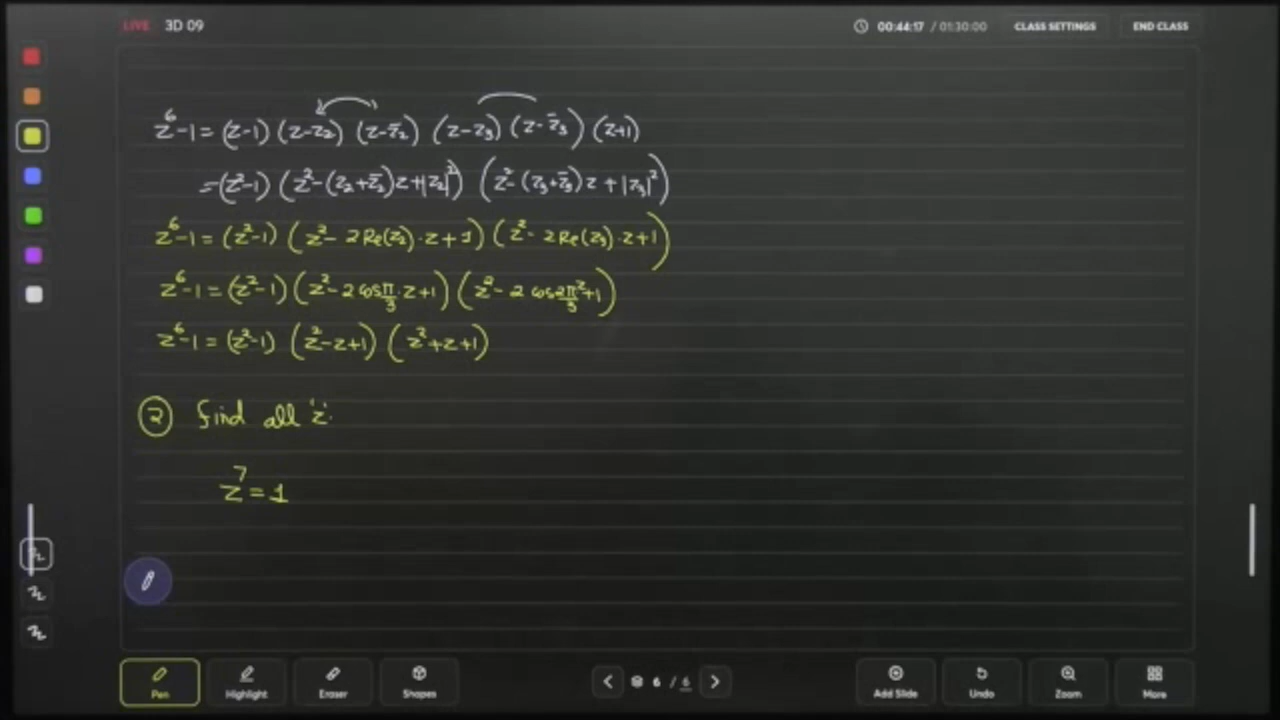 LIVE 3D 09 00:44:17 / 01:30:00 CLASS SETTINGS END CLASS
z⁶-1 = (z-1) (z-z₂) (z-z̄₂) (z-z₃) (z-z̄₃) (z+1)
= (z²-1) (z²-(z₂+z̄₂)z+|z₂|²) (z²-(z₃+z̄₃)z+|z₃|²)
z⁶-1 = (z²-1) (z²-2Re(z₂)·z+1) (z²-2Re(z₃)·z+1)
z⁶-1 = (z²-1) (z²-2cosπ/3·z+1) (z²-2cos2π/3z+1)
z⁶-1 = (z²-1) (z²-z+1) (z²+z+1)
② find all 'z'.
z⁷=1
Pen Highlight Eraser Shapes 6 / 6 Add Slide Undo Zoom More